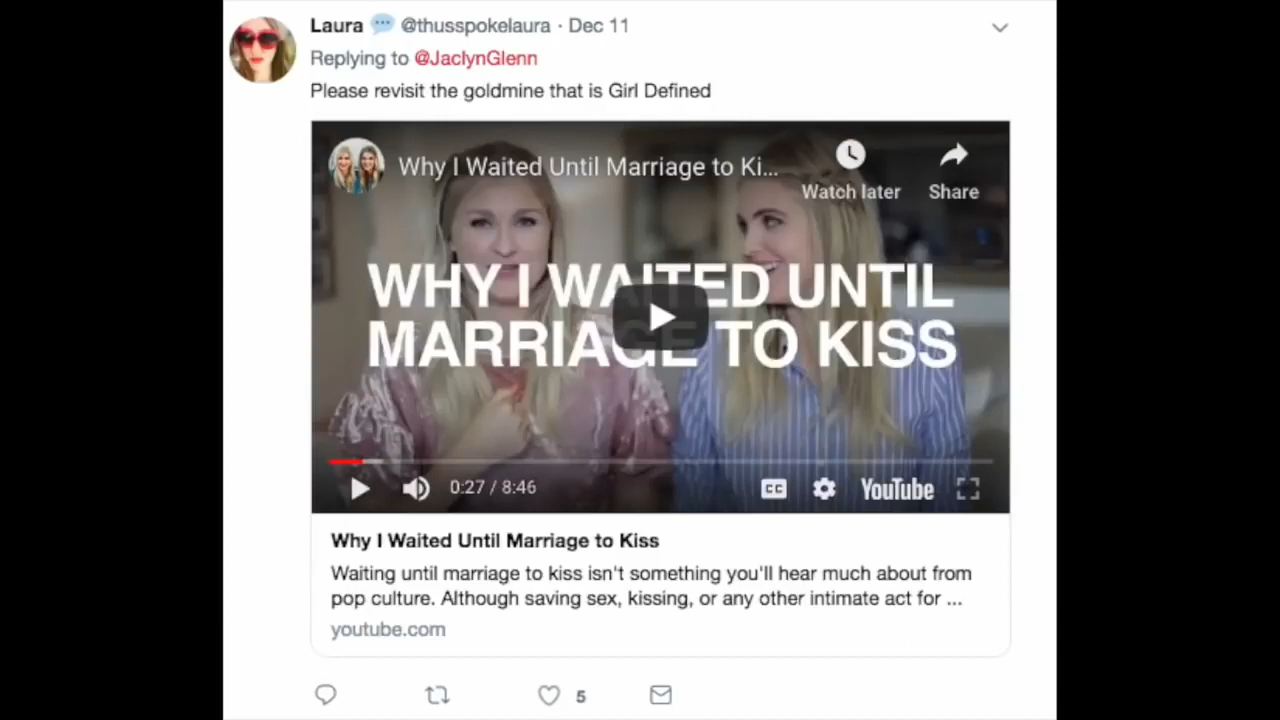 Laura 💬 @thusspokelaura · Dec 11
Replying to @JaclynGlenn
Please revisit the goldmine that is Girl Defined
Why I Waited Until Marriage to Ki...
Watch later
Share
WHY I WAITED UNTIL
MARRIAGE TO KISS
0:27 / 8:46
CC
YouTube
Why I Waited Until Marriage to Kiss
Waiting until marriage to kiss isn't something you'll hear much about from
pop culture. Although saving sex, kissing, or any other intimate act for ...
youtube.com
5